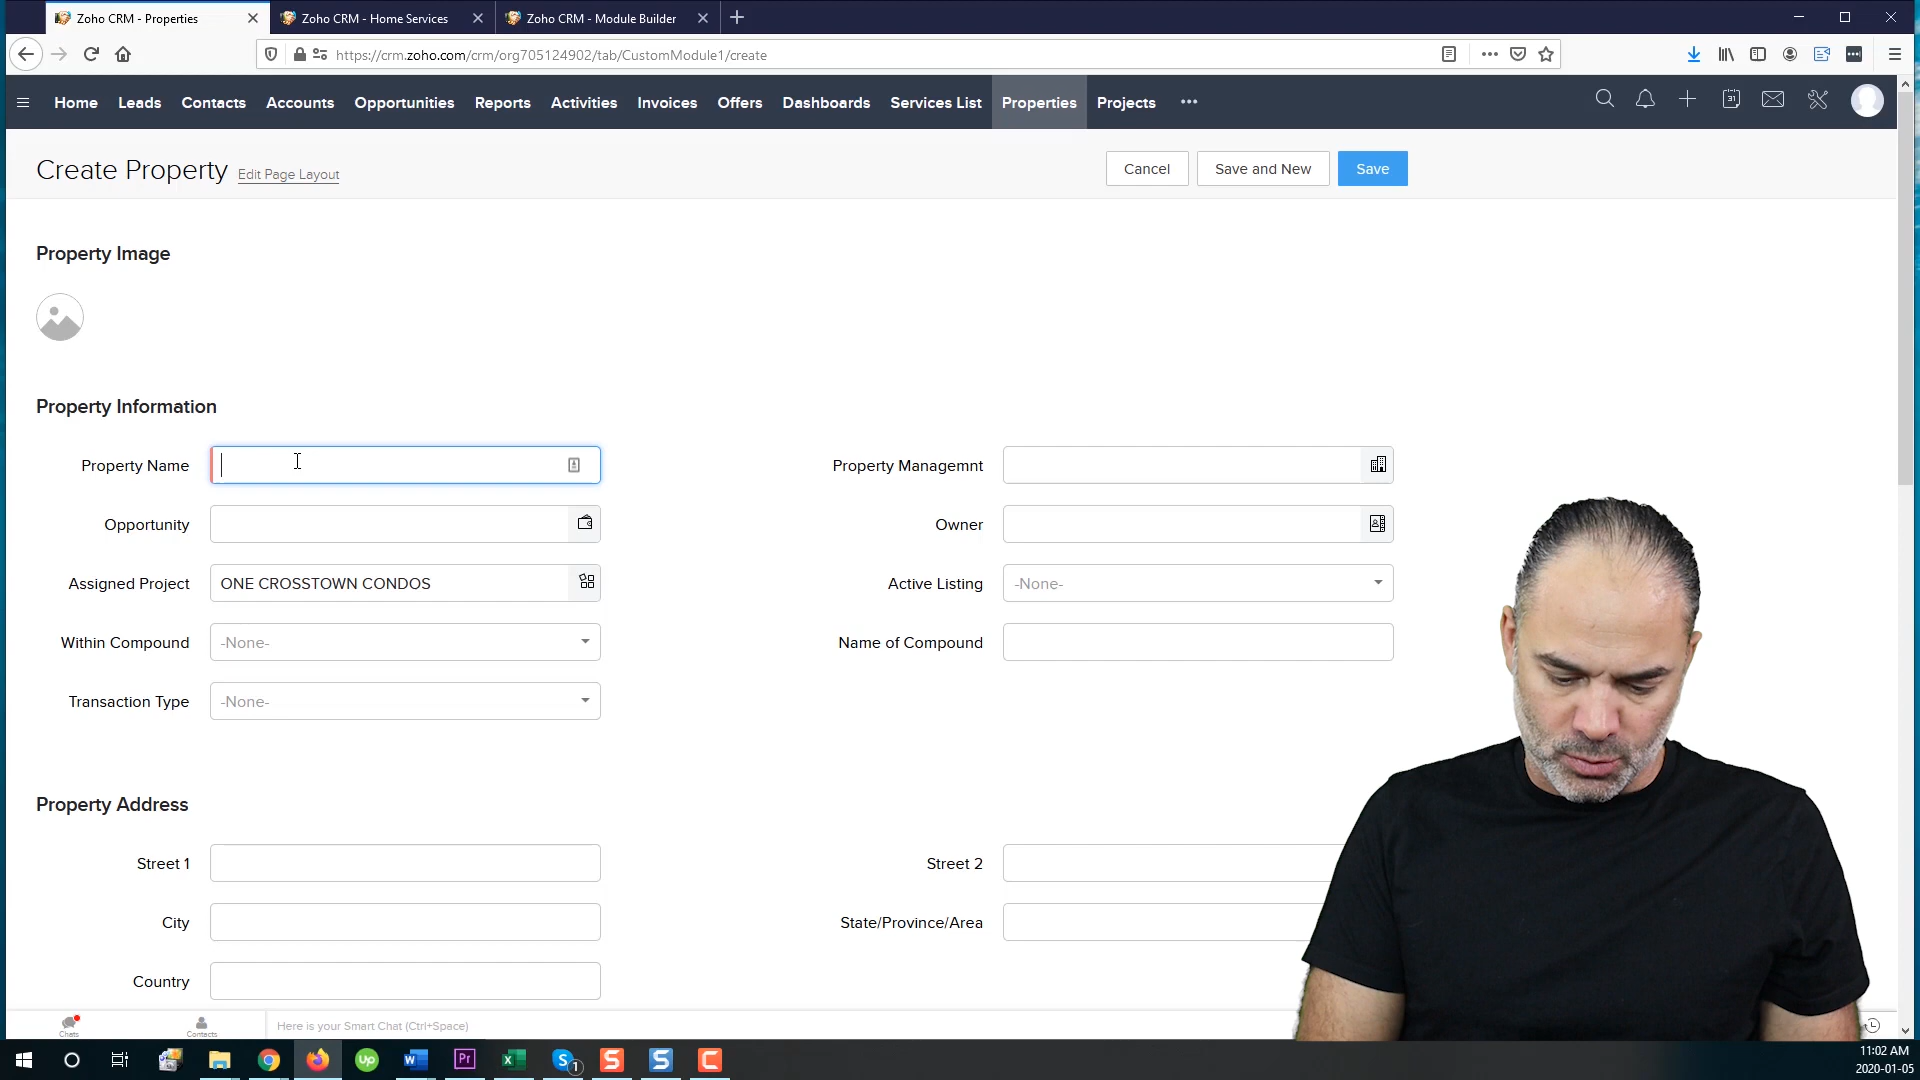 Zoho CRM - Properties
Zoho CRM - Home Services
Zoho CRM - Module Builder
https://crm.zoho.com/crm/org705124902/tab/CustomModule1/create
Home Leads Contacts Accounts Opportunities Reports Activities Invoices Offers Dashboards Services List Properties Projects
31
Create Property Edit Page Layout
Cancel Save and New Save
Property Image
Property Information
Property Name
Property Managemnt
Opportunity
Owner
Assigned Project ONE CROSSTOWN CONDOS
Active Listing -None-
Within Compound -None-
Name of Compound
Transaction Type -None-
Property Address
Street 1
Street 2
City
State/Province/Area
Country
Chats
Contacts
Here is your Smart Chat (Ctrl+Space)
Up
W
Pr
X
S
1
S
S
C
11:02 AM
2020-01-05